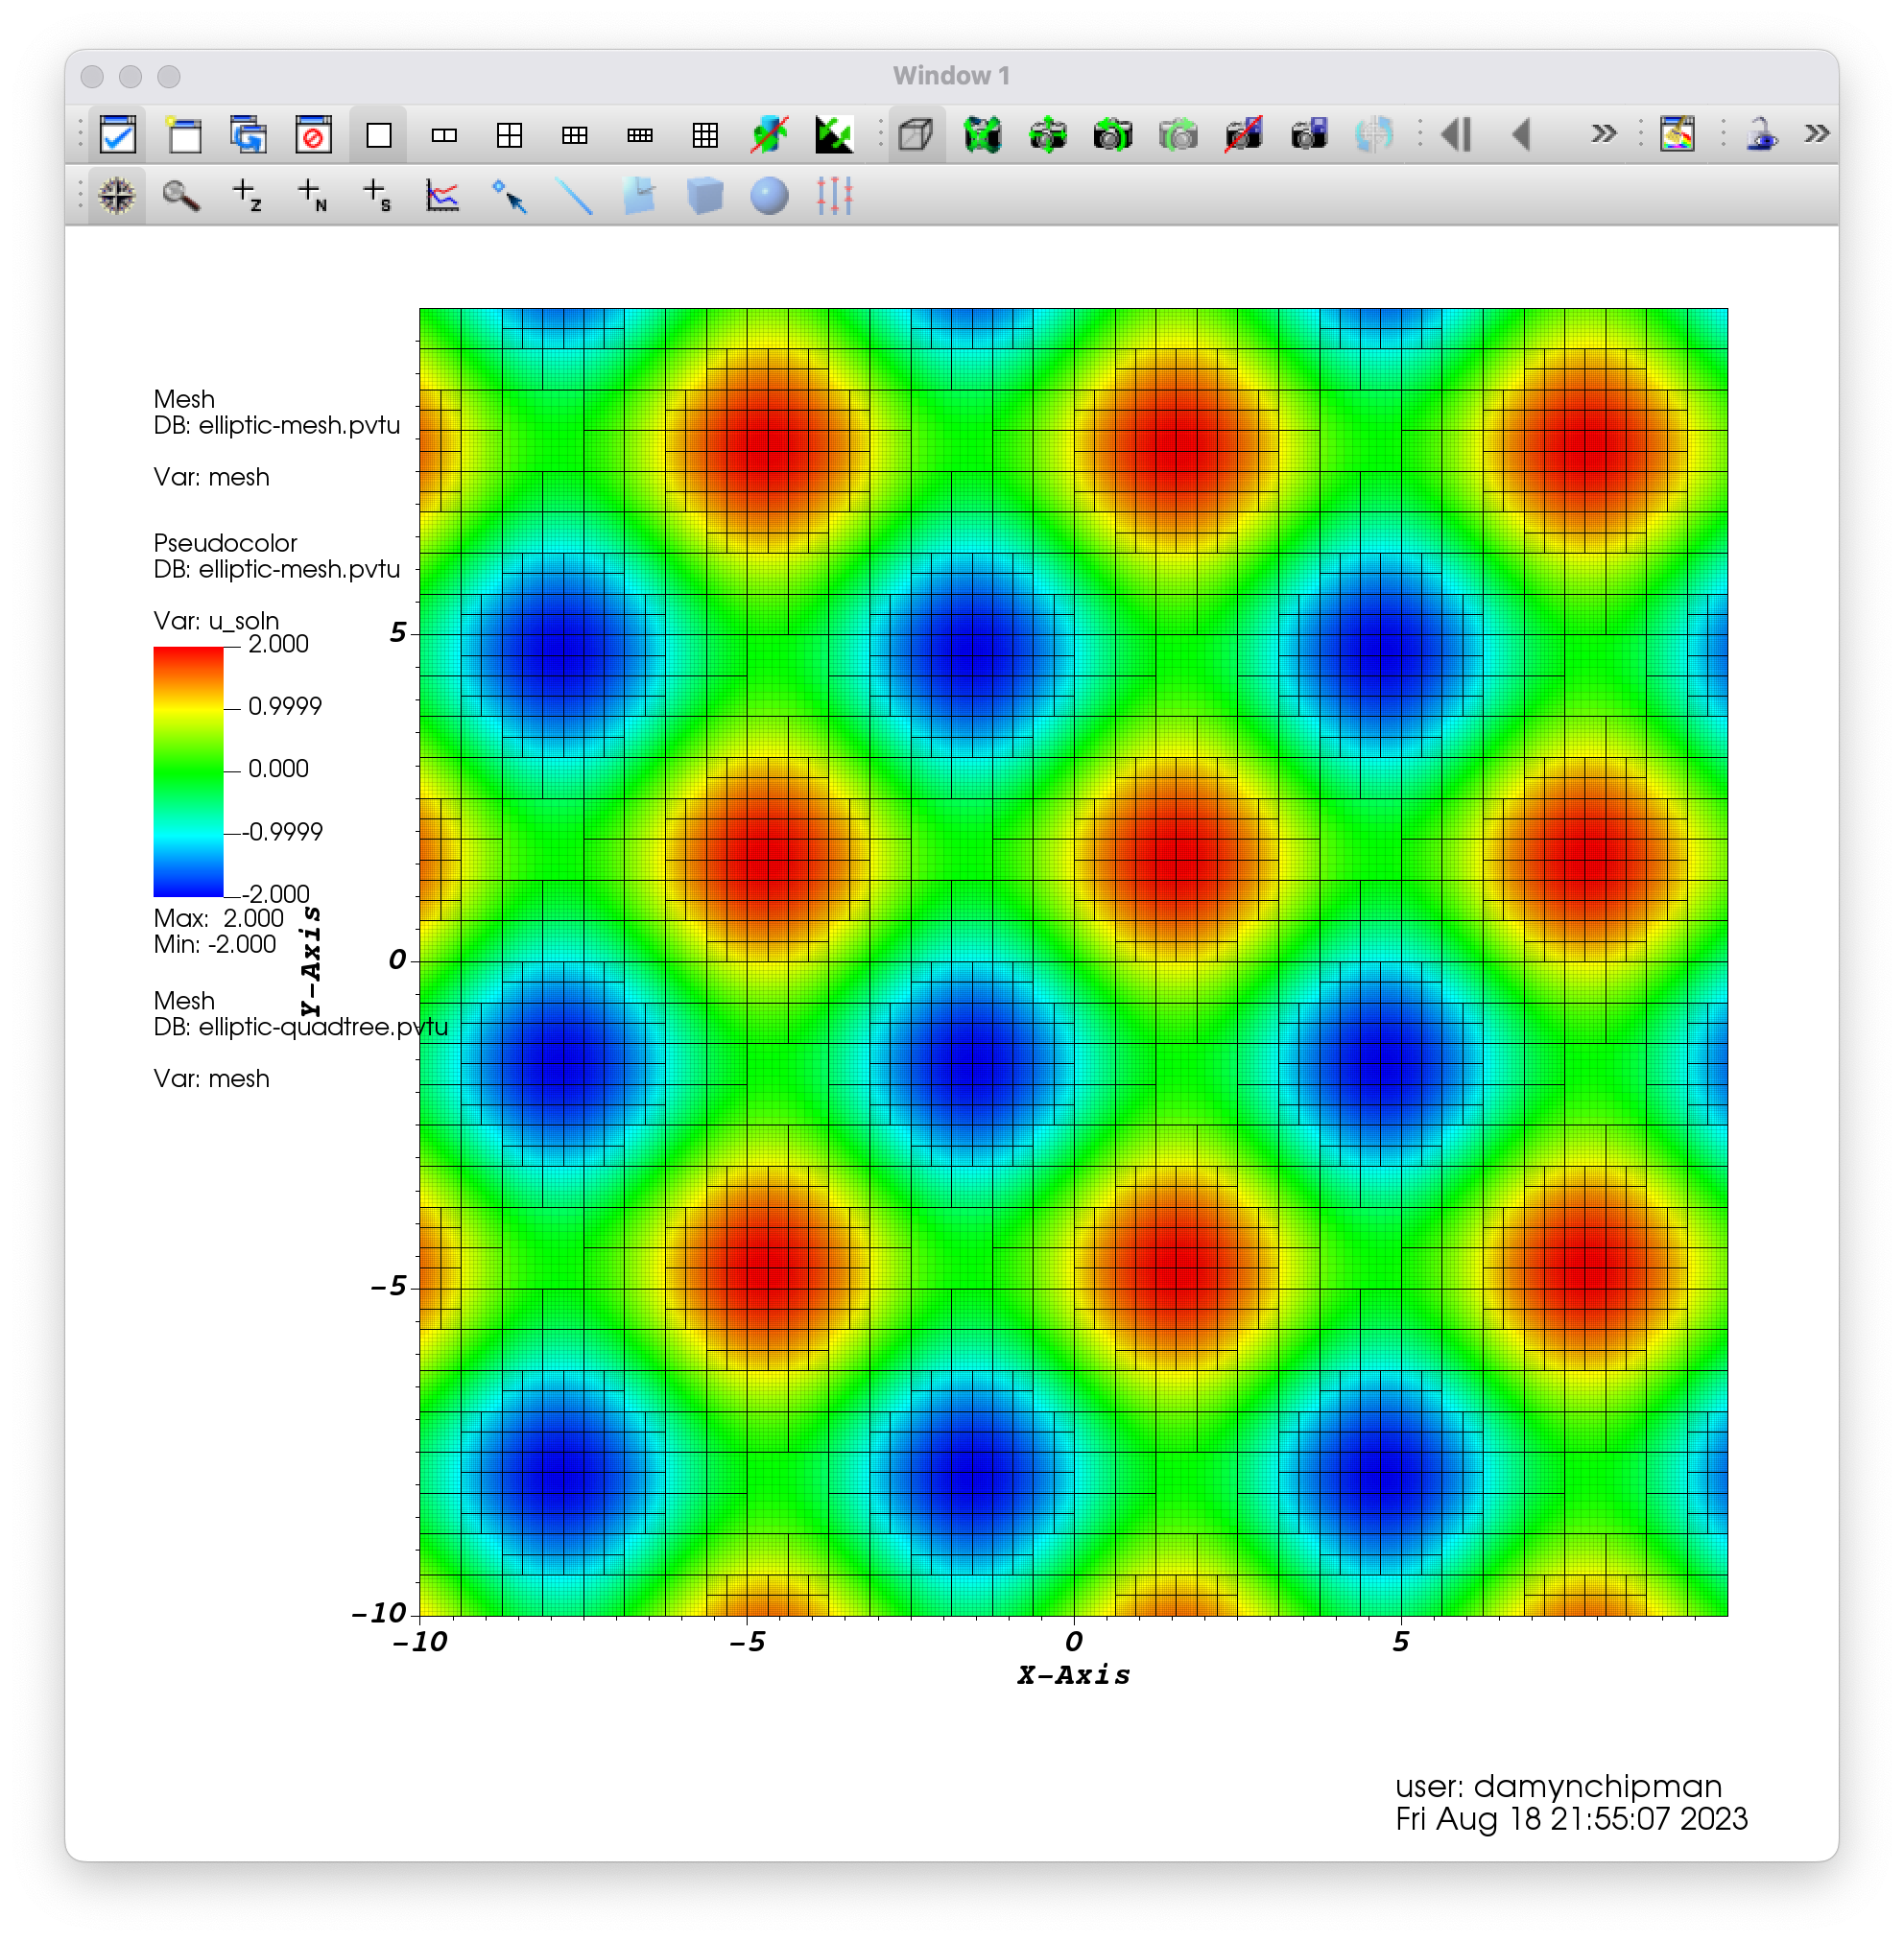 Window 1
Z
N
S
Mesh
DB: elliptic-mesh.pvtu
Var: mesh
Pseudocolor
DB: elliptic-mesh.pvtu
Var: u_soln
2.000
0.9999
0.000
-0.9999
-2.000
Max: 2.000
Min: -2.000
Mesh
DB: elliptic-quadtree.pvtu
Var: mesh
Y-Axis
5
0
-5
-10
-10
-5
0
5
X-Axis
user: damynchipman
Fri Aug 18 21:55:07 2023